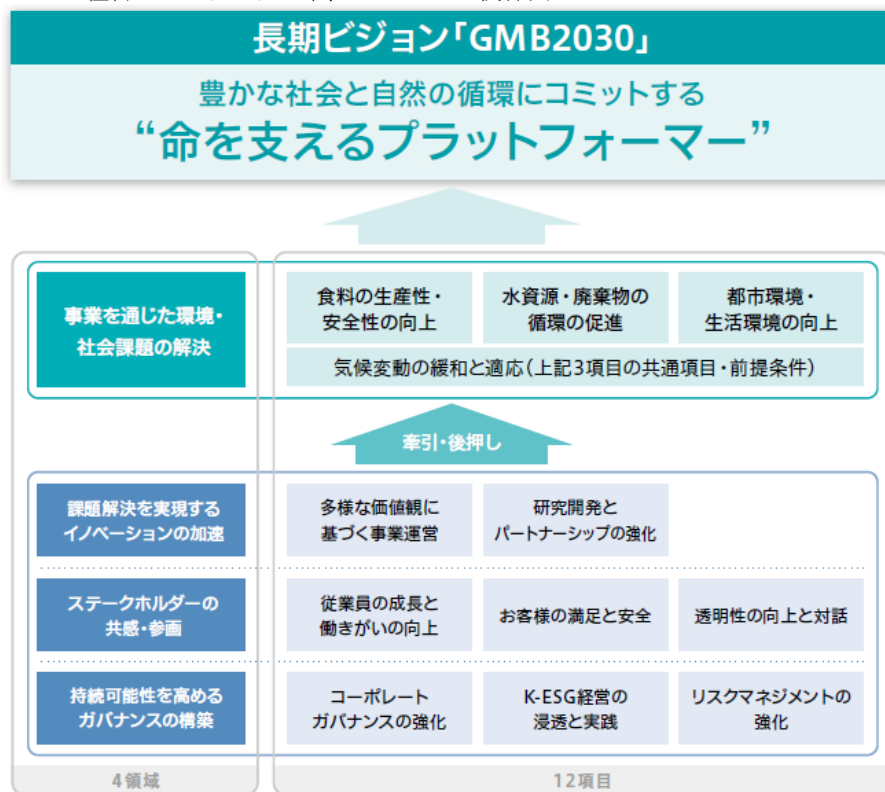 長期ビジョン「GMB2030」
豊かな社会と自然の循環にコミットする
“命を支えるプラットフォーマー”
事業を通じた環境・
社会課題の解決
食料の生産性・
安全性の向上
水資源・廃棄物の
循環の促進
都市環境・
生活環境の向上
気候変動の緩和と適応(上記3項目の共通項目・前提条件)
牽引・後押し
課題解決を実現する
イノベーションの加速
多様な価値観に
基づく事業運営
研究開発と
パートナーシップの強化
ステークホルダーの
共感・参画
従業員の成長と
働きがいの向上
お客様の満足と安全
透明性の向上と対話
持続可能性を高める
ガバナンスの構築
コーポレート
ガバナンスの強化
K-ESG経営の
浸透と実践
リスクマネジメントの
強化
4領域
12項目